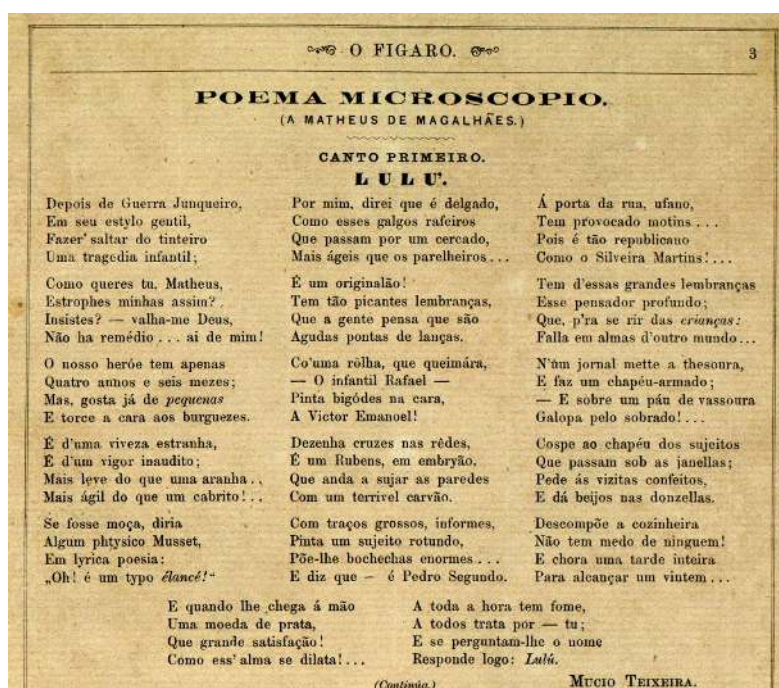 O FIGARO.
3
POEMA MICROSCOPIO.
(A MATHEUS DE MAGALHÃES.)
CANTO PRIMEIRO.
LULU'.
Depois de Guerra Junqueiro,
Em seu estylo gentil,
Fazer' saltar do tinteiro
Uma tragedia infantil;
Como queres tu, Matheus,
Estrophes minhas assim?
Insistes? — valha-me Deus,
Não ha remédio ... ai de mim!
O nosso heróe tem apenas
Quatro annos e seis mezes;
Mas, gosta já de pequenas
E torce a cara aos burguezes.
É d'uma viveza estranha,
É d'um vigor inaudito;
Mais leve do que uma aranha..
Mais ágil do que um cabrito!..
Se fosse moça, diria
Algum phtysico Musset,
Em lyrica poesia:
„Oh! é um typo élancé!“
Por mim, direi que é delgado,
Como esses galgos rafeiros
Que passam por um cercado,
Mais ágeis que os parelheiros...
É um originalão!
Tem tão picantes lembranças,
Que a gente pensa que são
Agudas pontas de lanças.
Co'uma rôlha, que queimára,
— O infantil Rafael —
Pinta bigódes na cara,
A Victor Emanoel!
Dezenha cruzes nas rêdes,
É um Rubens, em embryão,
Que anda a sujar as paredes
Com um terrivel carvão.
Com traços grossos, informes,
Pinta um sujeito rotundo,
Põe-lhe bochechas enormes ...
E diz que — é Pedro Segundo.
Á porta da rua, ufano,
Tem provocado motins ...
Pois é tão republicano
Como o Silveira Martins!...
Tem d'essas grandes lembranças
Esse pensador profundo;
Que, p'ra se rir das crianças:
Falla em almas d'outro mundo...
N'um jornal mette a thesoura,
E faz um chapéu-armado;
— E sobre um páu de vassoura
Galopa pelo sobrado!...
Cospe ao chapéu dos sujeitos
Que passam sob as janellas;
Pede ás vizitas confeitos,
E dá beijos nas donzellas.
Descompõe a cozinheira
Não tem medo de ninguem!
E chora uma tarde inteira
Para alcançar um vintem...
E quando lhe chega á mão
Uma moeda de prata,
Que grande satisfação!
Como ess' alma se dilata!...
A toda a hora tem fome,
A todos trata por — tu;
E se perguntam-lhe o nome
Responde logo: Lulú.
(Continúa.)
MUCIO TEIXEIRA.